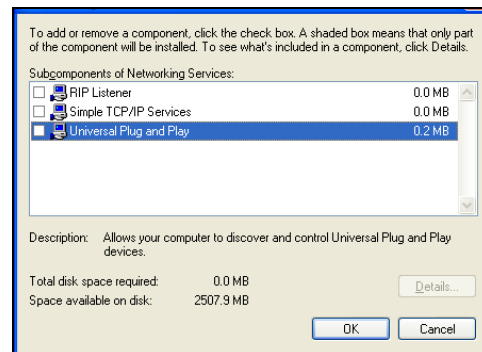 To add or remove a component, click the check box. A shaded box means that only part
of the component will be installed. To see what's included in a component, click Details.
Subcomponents of Networking Services:
RIP Listener 0.0 MB
Simple TCP/IP Services 0.0 MB
Universal Plug and Play 0.2 MB
Description: Allows your computer to discover and control Universal Plug and Play
devices.
Total disk space required: 0.0 MB
Details...
Space available on disk: 2507.9 MB
OK Cancel